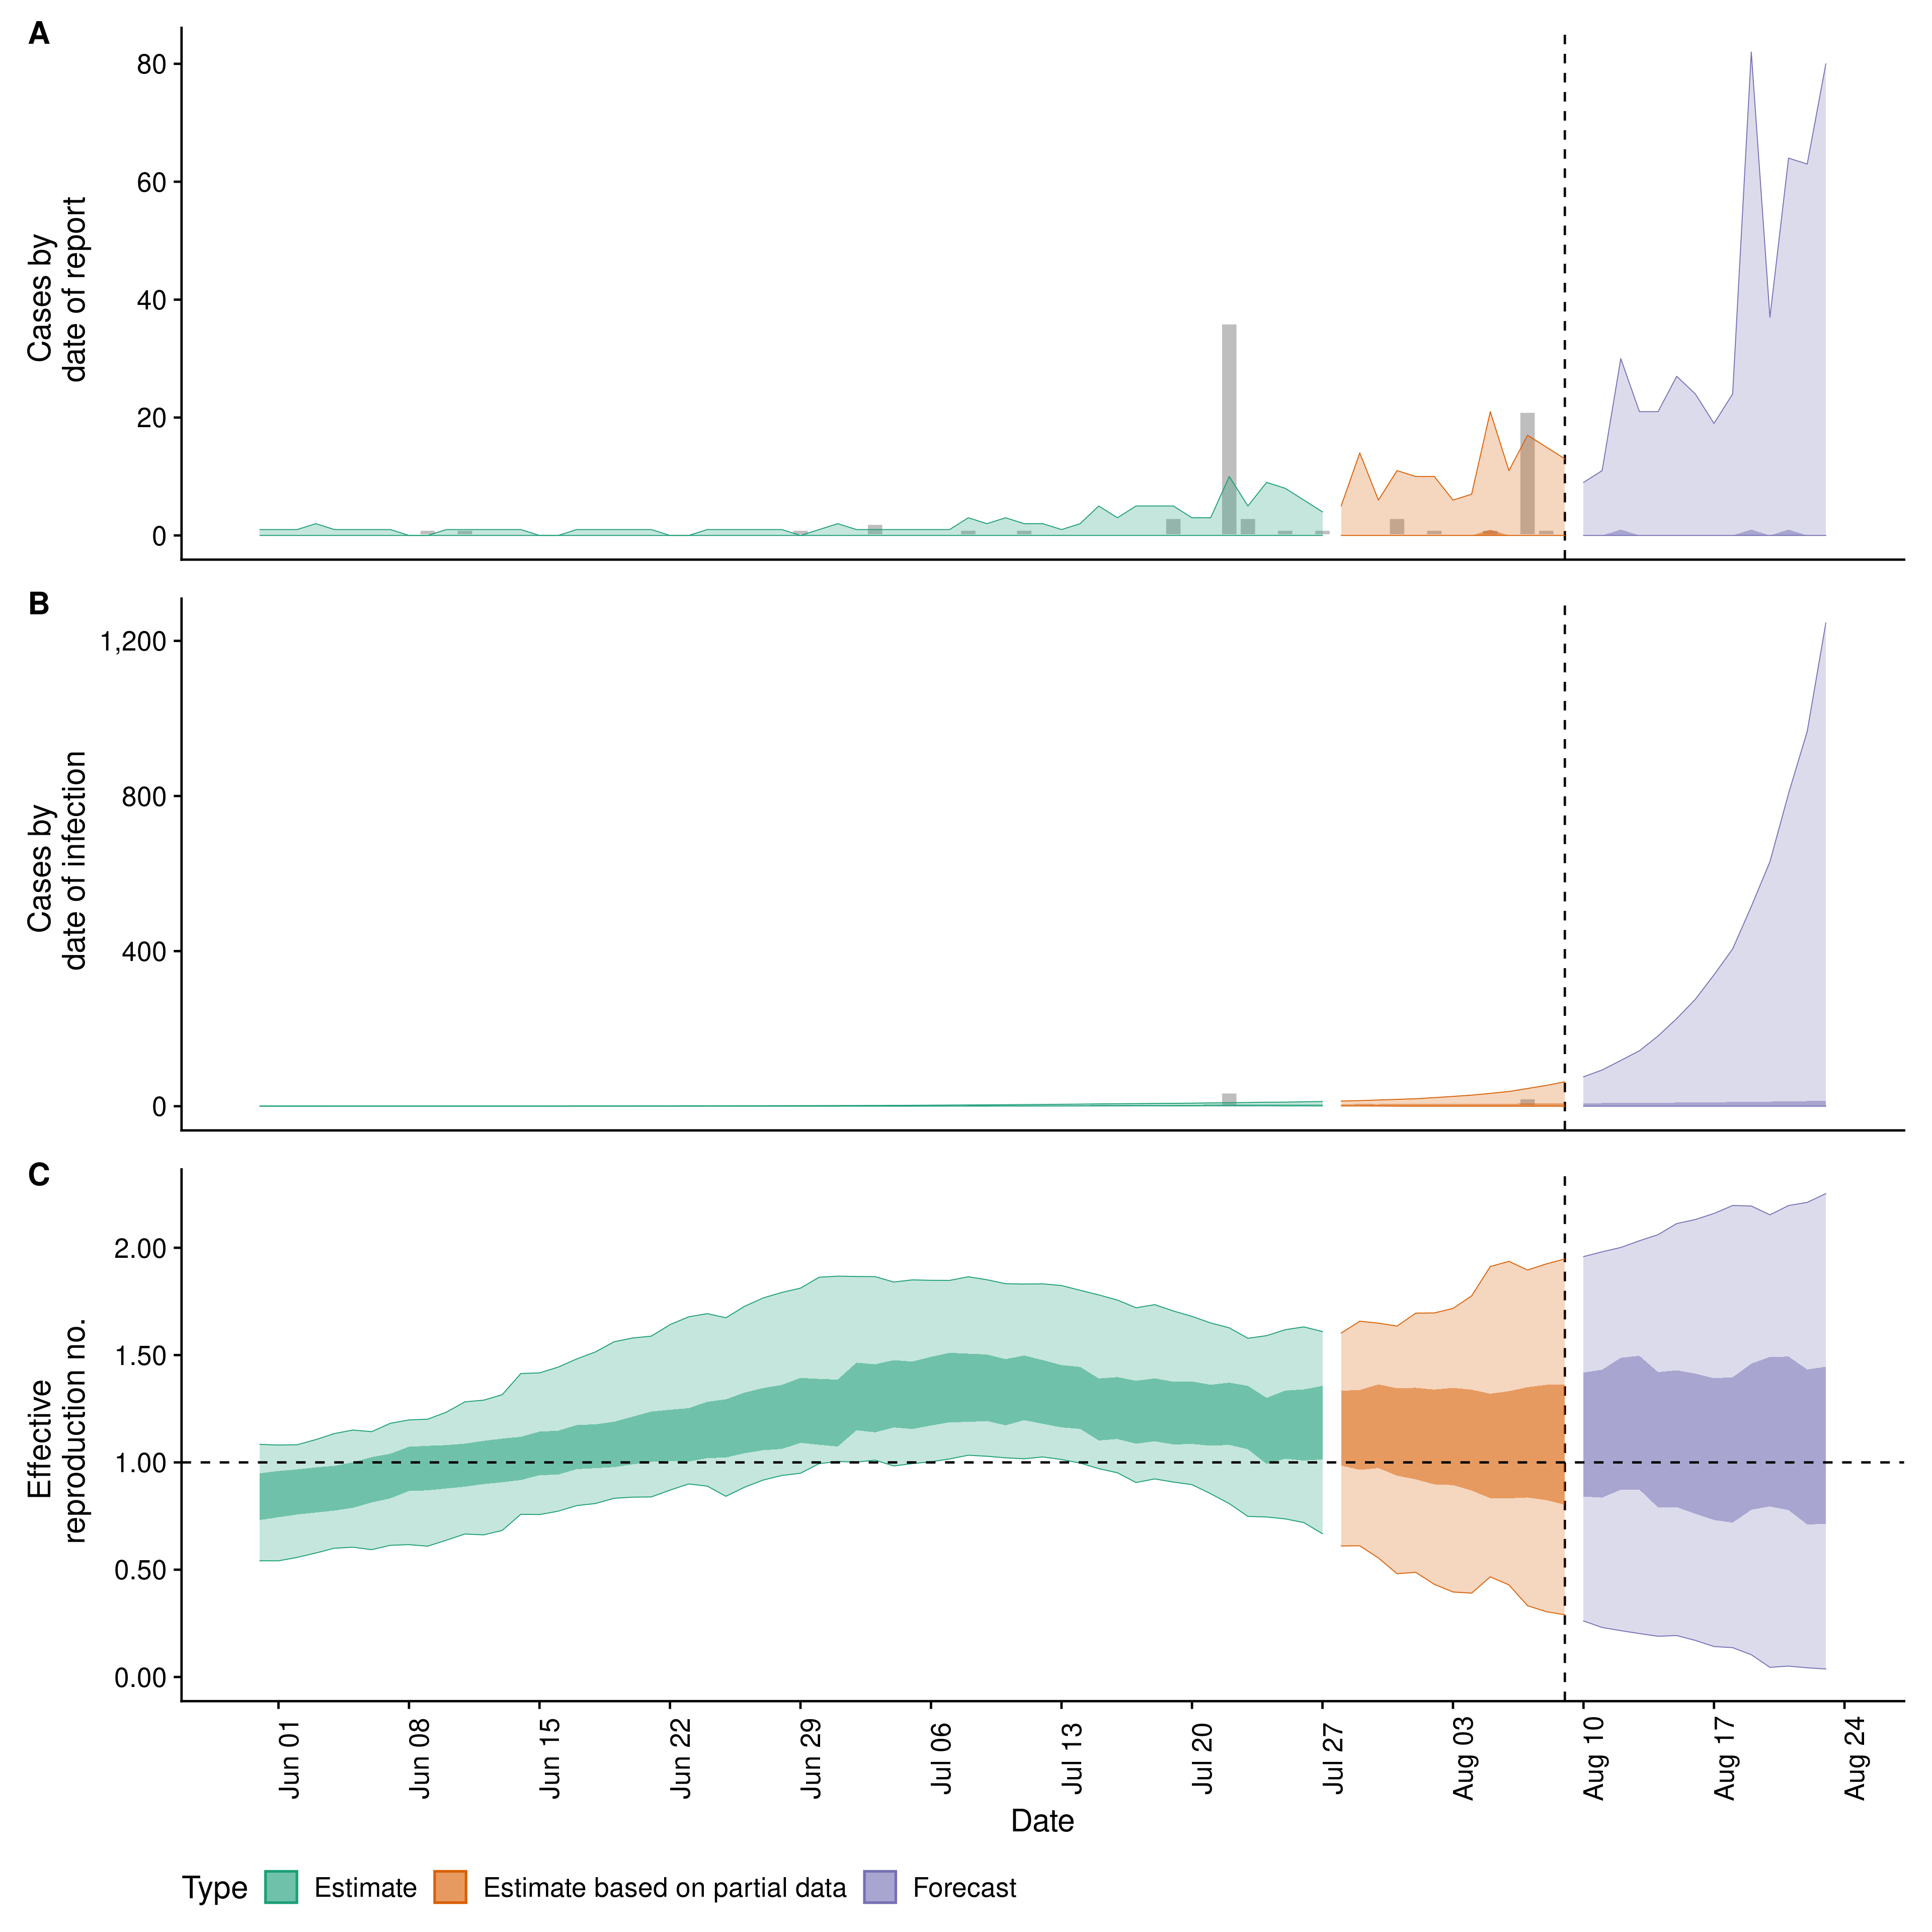 A
80
60
40
20
0
Cases by
date of report
B
1,200
800
400
0
Cases by
date of infection
C
2.00
1.50
1.00
0.50
0.00
Effective
reproduction no.
Jun 01
Jun 08
Jun 15
Jun 22
Jun 29
Jul 06
Jul 13
Jul 20
Jul 27
Aug 03
Aug 10
Aug 17
Aug 24
Date
Type Estimate Estimate based on partial data Forecast